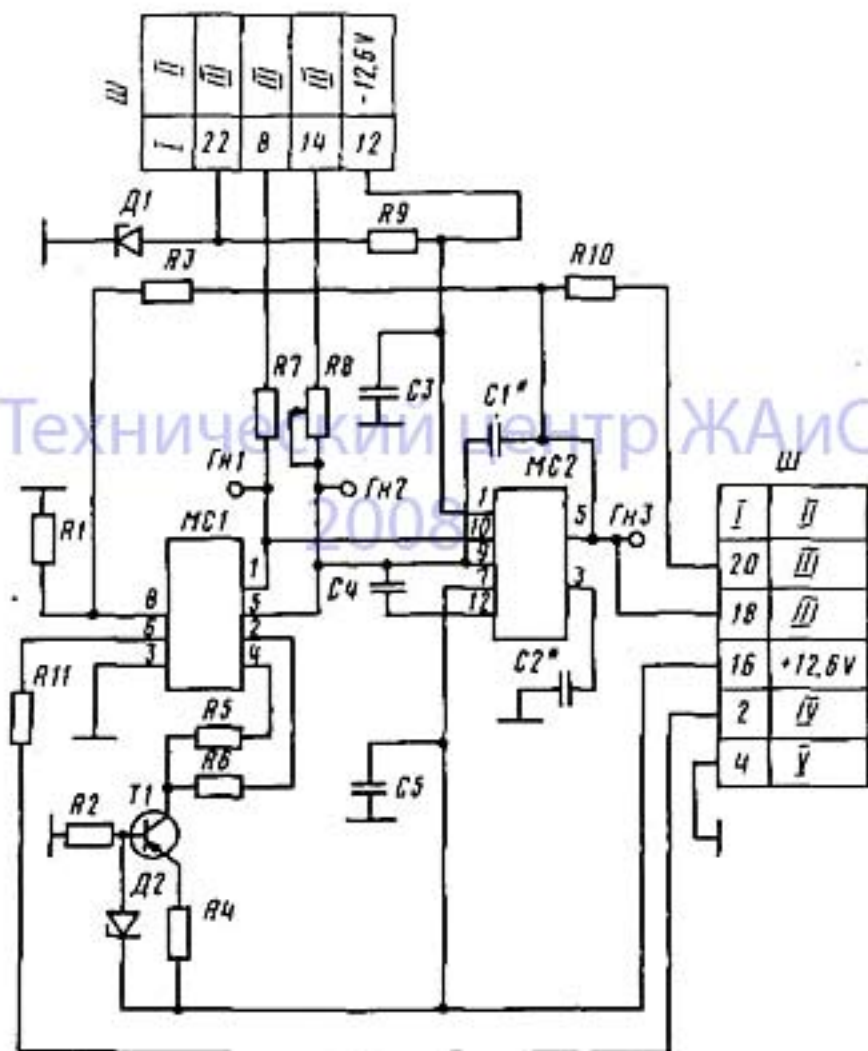 Ш
II III III III -12,6V
I 22 8 14 12
Д1
R9
R3
R10
R7
R8
C3
C1*
Технический центр ЖАиС
2008
Гн1
Гн2
МС2
Ш
R1
МС1
1
10
9
7
12
5
3
Гн3
I II
20 III
18 III
16 +12,6V
2 IV
4 V
8
6
3
1
5
2
4
C4
C2*
R11
R5
R6
C5
T1
R2
Д2
R4